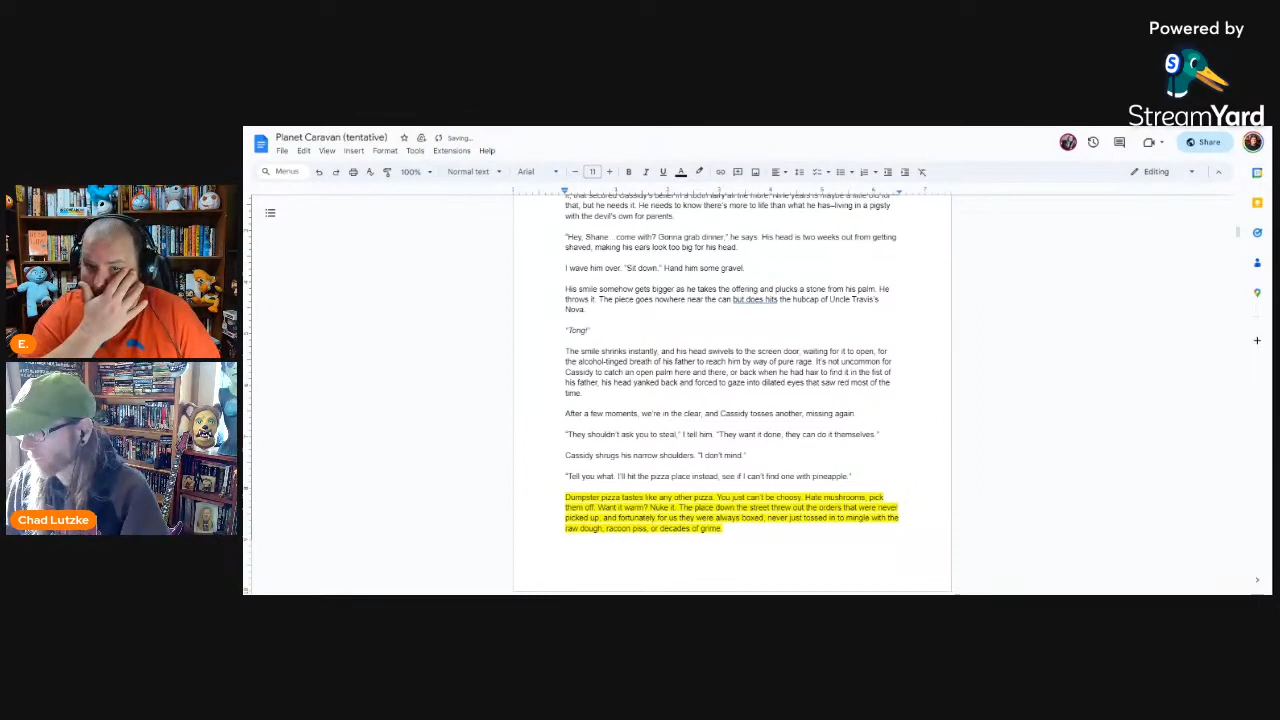 Powered by
StreamYard
Planet Caravan (tentative)
Saving...
File Edit View Insert Format Tools Extensions Help
Share
Menus
100%
Normal text
Arial
11
Editing
that, but he needs it. He needs to know there's more to life than what he has--living in a pigsty
with the devil's own for parents.
"Hey, Shane...come with? Gonna grab dinner," he says. His head is two weeks out from getting
shaved, making his ears look too big for his head.
I wave him over. "Sit down." Hand him some gravel.
His smile somehow gets bigger as he takes the offering and plucks a stone from his palm. He
throws it. The piece goes nowhere near the can but does hits the hubcap of Uncle Travis's
Nova.
"Tong!"
The smile shrinks instantly, and his head swivels to the screen door, waiting for it to open, for
the alcohol-tinged breath of his father to reach him by way of pure rage. It's not uncommon for
Cassidy to catch an open palm here and there, or back when he had hair to find it in the fist of
his father, his head yanked back and forced to gaze into dilated eyes that saw red most of the
time.
After a few moments, we're in the clear, and Cassidy tosses another, missing again.
"They shouldn't ask you to steal," I tell him. "They want it done, they can do it themselves."
Cassidy shrugs his narrow shoulders. "I don't mind."
"Tell you what. I'll hit the pizza place instead, see if I can't find one with pineapple."
Dumpster pizza tastes like any other pizza. You just can't be choosy. Hate mushrooms, pick
them off. Want it warm? Nuke it. The place down the street threw out the orders that were never
picked up, and fortunately for us they were always boxed, never just tossed in to mingle with the
raw dough, racoon piss, or decades of grime.
E.
Chad Lutzke